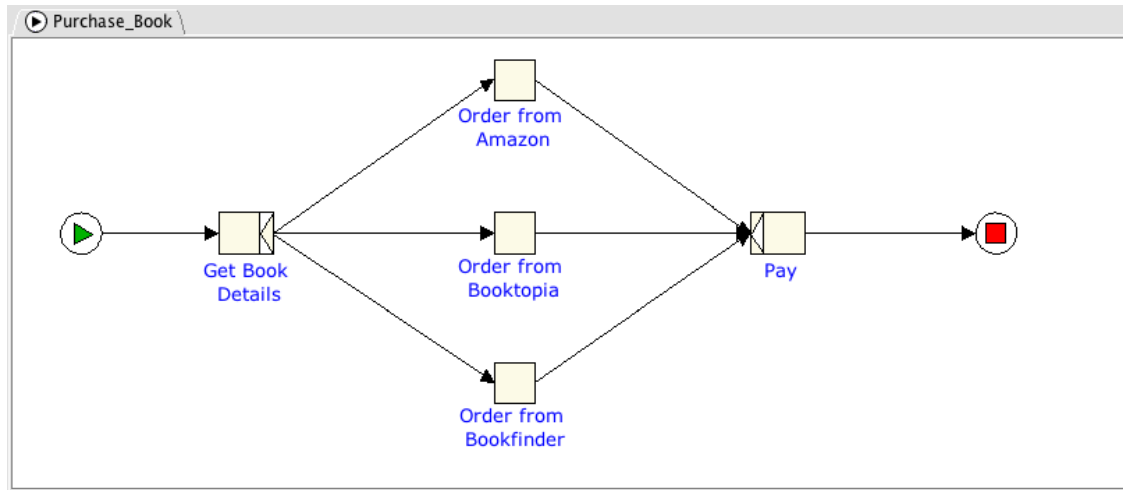 Purchase_Book
Order from
Amazon
Get Book
Details
Order from
Booktopia
Pay
Order from
Bookfinder